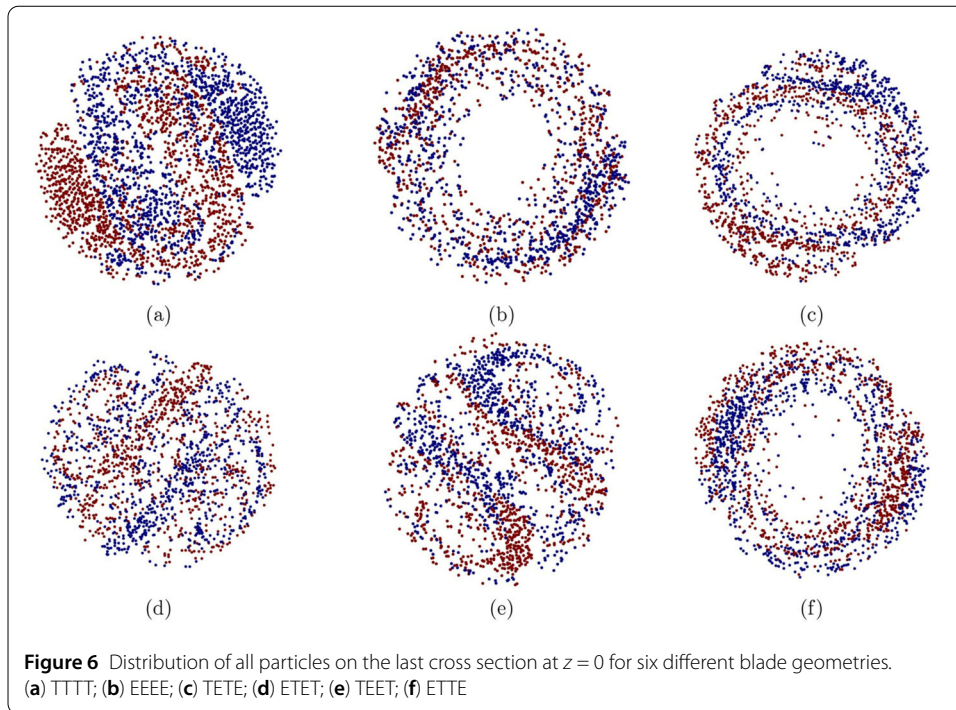 (a) (b) (c)
(d) (e) (f)
Figure 6 Distribution of all particles on the last cross section at z = 0 for six different blade geometries.
(a) TTTT; (b) EEEE; (c) TETE; (d) ETET; (e) TEET; (f) ETTE